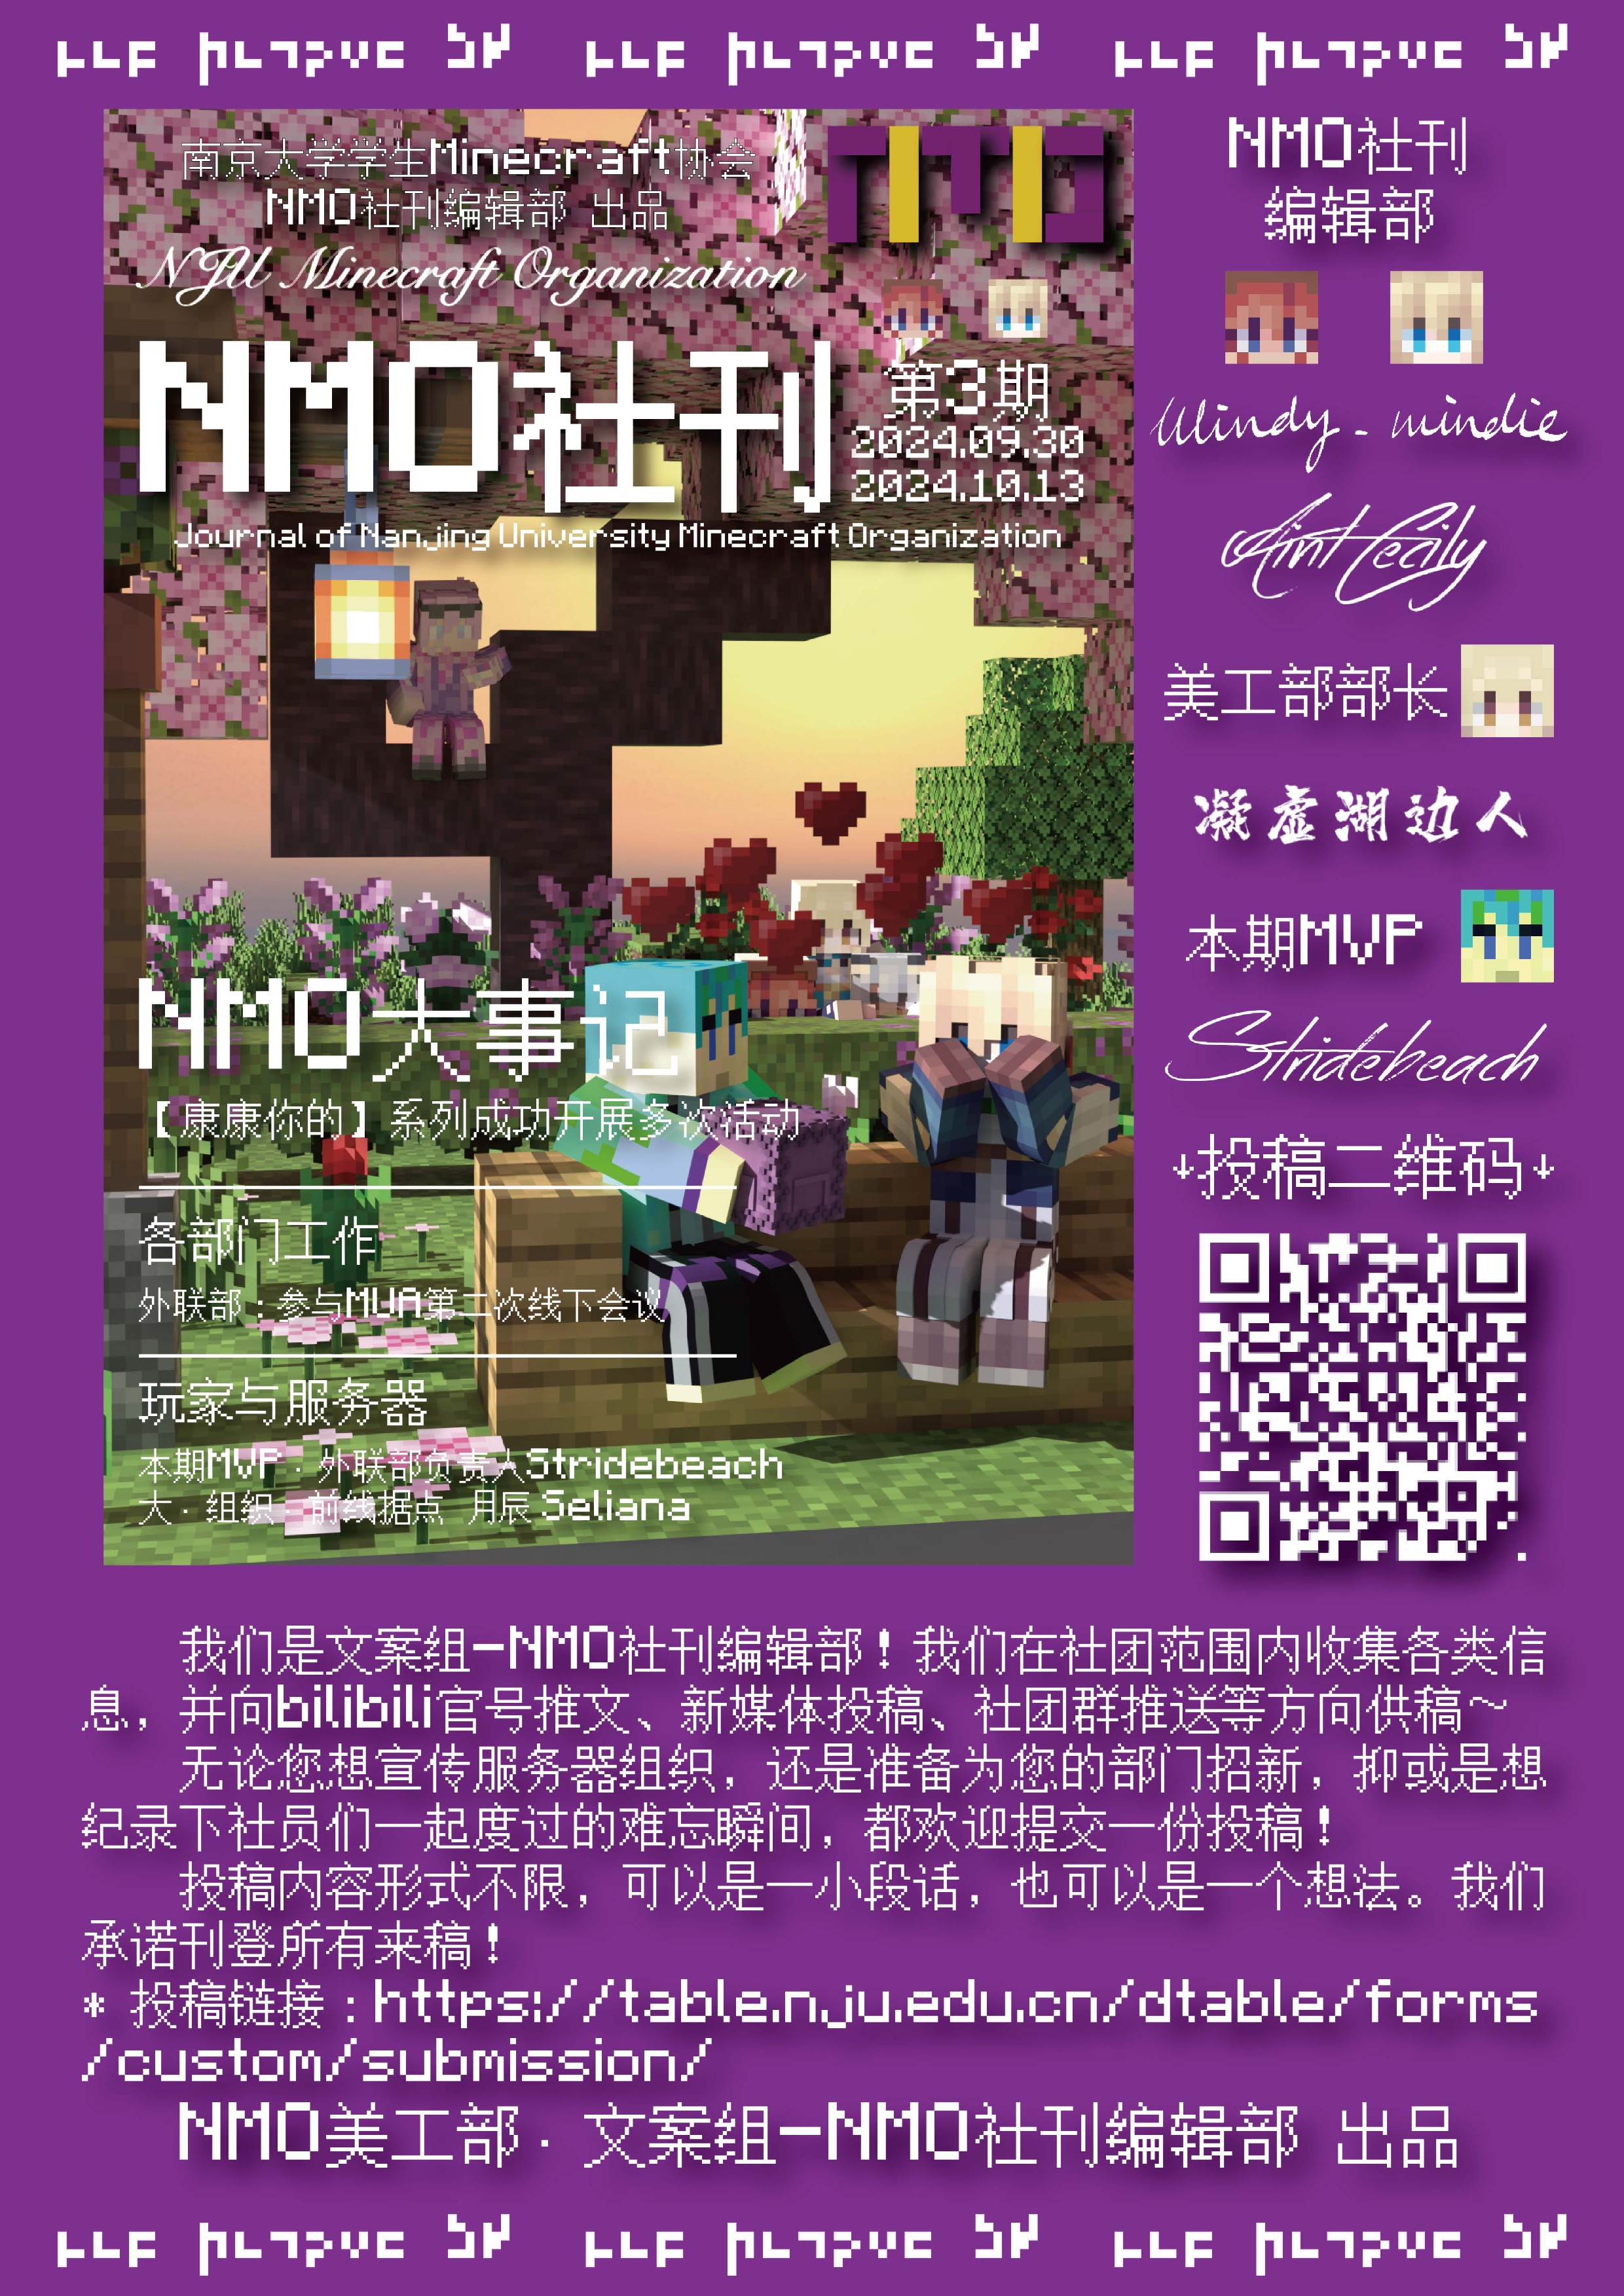 南京大学学生Minecraft协会
NMO社刊编辑部 出品
NJU Minecraft Organization
NMO社刊
第3期
2024.09.30
2024.10.13
Journal of Nanjing University Minecraft Organization
NMO大事记
【康康你的】系列成功开展多次活动
各部门工作
外联部：参与MUA第二次线下会议
玩家与服务器
本期MVP · 外联部负责人Stridebeach
大·组织·前线据点 月辰 Seliana
NMO社刊
编辑部
Windy_mindie
AintCecily
美工部部长
凝虚湖边人
本期MVP
Stridebeach
↓投稿二维码↓
我们是文案组-NMO社刊编辑部！我们在社团范围内收集各类信
息，并向bilibili官号推文、新媒体投稿、社团群推送等方向供稿～
无论您想宣传服务器组织，还是准备为您的部门招新，抑或是想
纪录下社员们一起度过的难忘瞬间，都欢迎提交一份投稿！
投稿内容形式不限，可以是一小段话，也可以是一个想法。我们
承诺刊登所有来稿！
* 投稿链接：https://table.nju.edu.cn/dtable/forms
/custom/submission/
NMO美工部 · 文案组-NMO社刊编辑部 出品